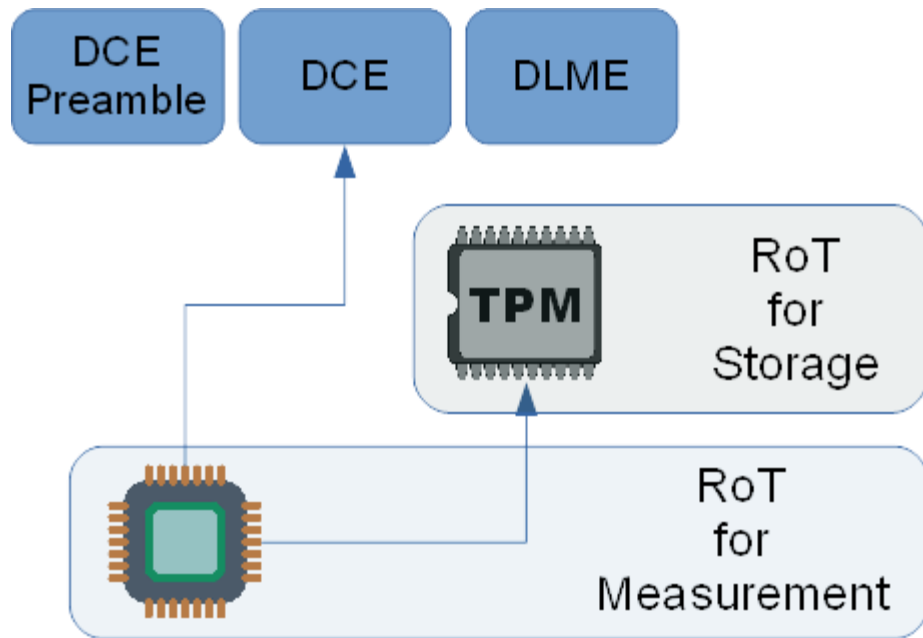 DCE
Preamble
DCE
DLME
TPM
RoT
for
Storage
RoT
for
Measurement